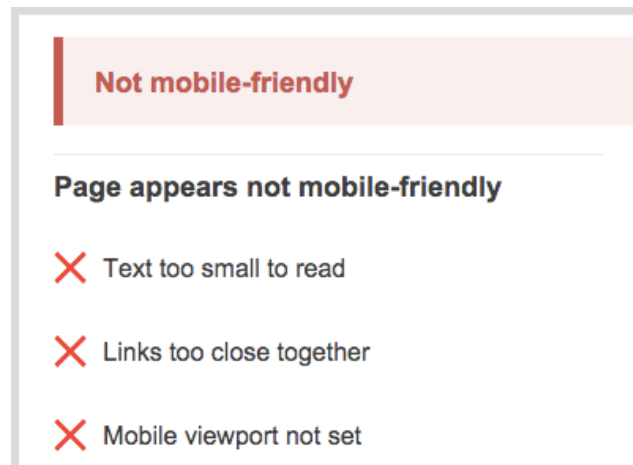 Not mobile-friendly
Page appears not mobile-friendly
Text too small to read
Links too close together
Mobile viewport not set